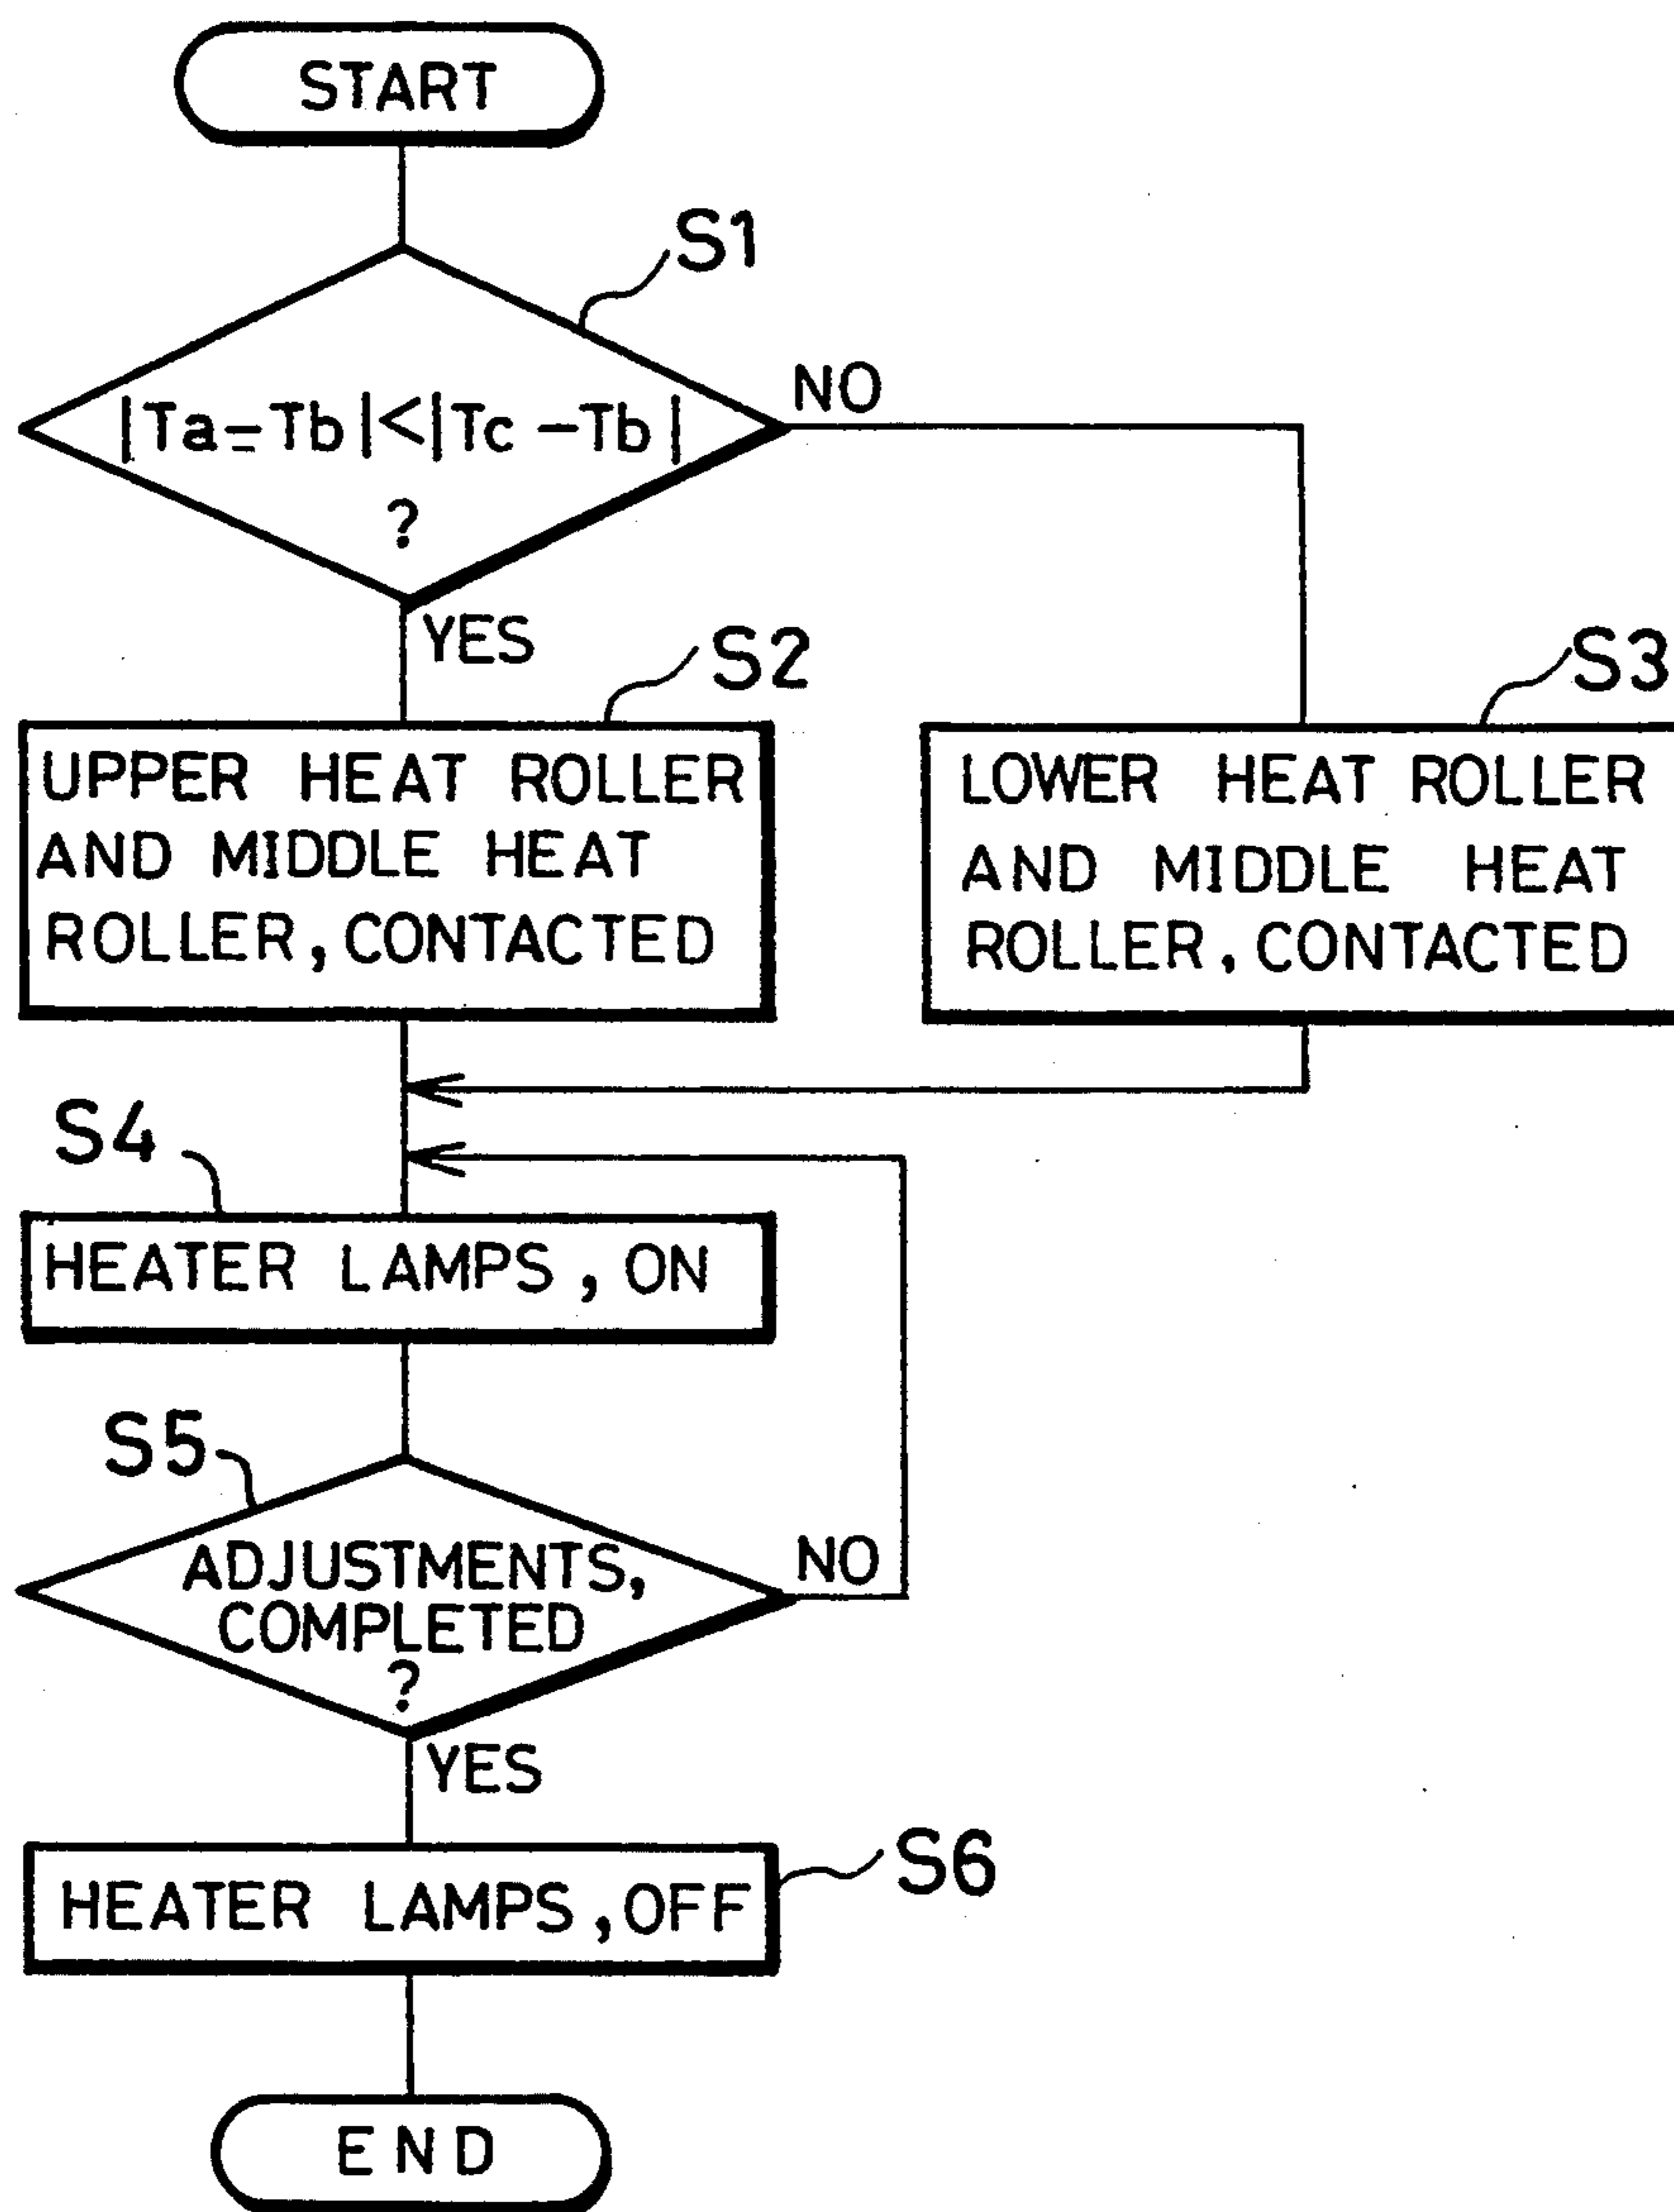 START
S1
|Ta=Tb|<|Tc-Tb|
?
NO
YES
S2
S3
UPPER HEAT ROLLER
AND MIDDLE HEAT
ROLLER, CONTACTED
LOWER HEAT ROLLER
AND MIDDLE HEAT
ROLLER, CONTACTED
S4
HEATER LAMPS, ON
S5
ADJUSTMENTS,
COMPLETED
?
NO
YES
S6
HEATER LAMPS, OFF
END